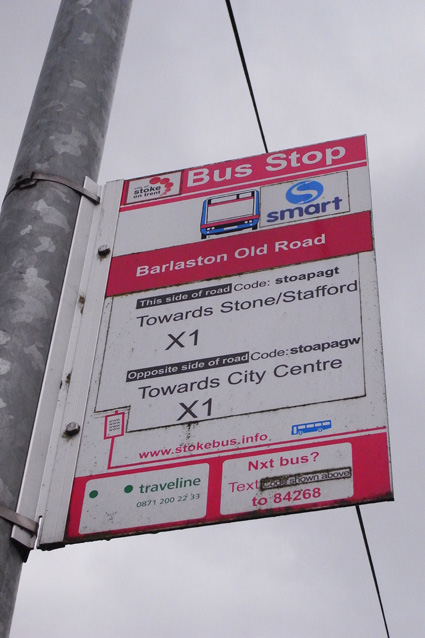 Bus Stop
stoke
on trent
smart
Barlaston Old Road
This side of road Code: stoapagt
Towards Stone/Stafford
X1
Opposite side of road Code: stoapagw
Towards City Centre
X1
www.stokebus.info
traveline
0871 200 22 33
Nxt bus?
Text Code shown above
to 84268